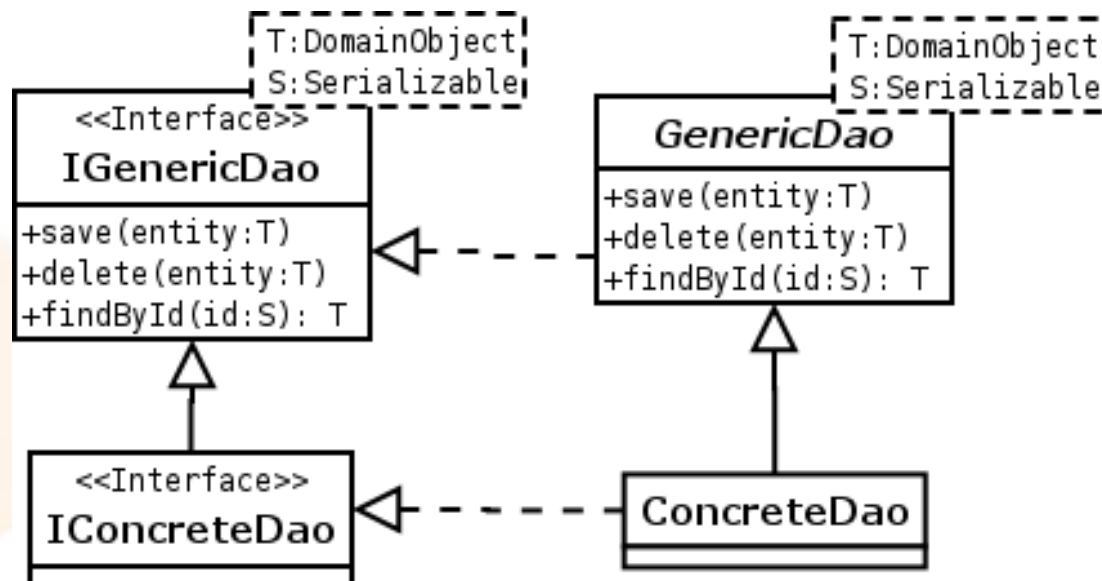 T:DomainObject
S:Serializable
<<Interface>>
IGenericDao
+save(entity:T)
+delete(entity:T)
+findById(id:S): T
T:DomainObject
S:Serializable
GenericDao
+save(entity:T)
+delete(entity:T)
+findById(id:S): T
<<Interface>>
IConcreteDao
ConcreteDao